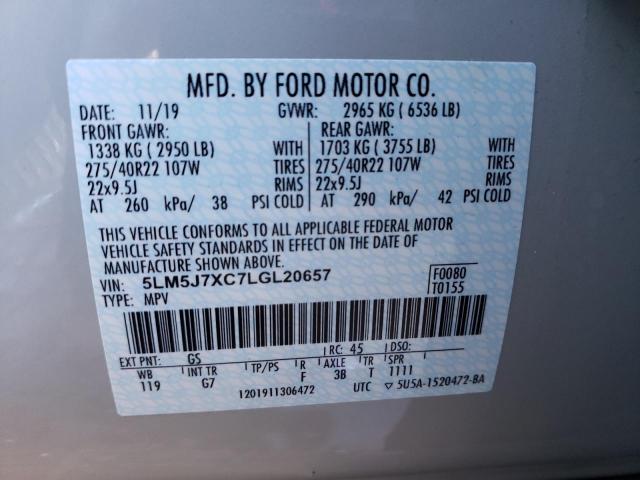 MFD. BY FORD MOTOR CO.
DATE: 11/19 GVWR: 2965 KG ( 6536 LB)
FRONT GAWR: REAR GAWR:
1338 KG ( 2950 LB) WITH 1703 KG ( 3755 LB) WITH
275/40R22 107W TIRES 275/40R22 107W TIRES
22x9.5J RIMS 22x9.5J RIMS
AT 260 kPa/ 38 PSI COLD AT 290 kPa/ 42 PSI COLD
THIS VEHICLE CONFORMS TO ALL APPLICABLE FEDERAL MOTOR
VEHICLE SAFETY STANDARDS IN EFFECT ON THE DATE OF
MANUFACTURE SHOWN ABOVE.
VIN: 5LM5J7XC7LGL20657 F0080
TYPE: MPV T0155
EXT PNT: GS RC: 45 DSO:
WB INT TR TP/PS R AXLE TR SPR
119 G7 F 3B T 1111
1201911306472 UTC ▽5U5A-1520472-BA